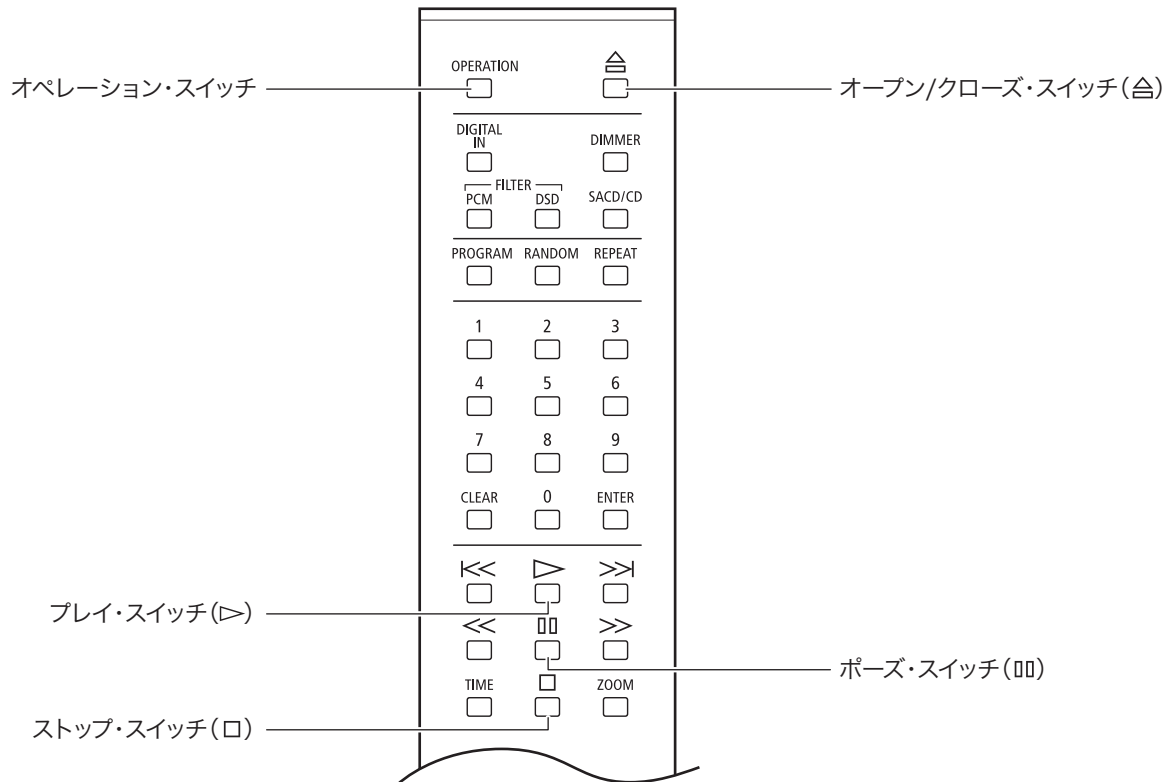 OPERATION
オペレーション・スイッチ
オープン/クローズ・スイッチ(≙)
DIGITAL
IN
DIMMER
FILTER
PCM DSD SACD/CD
PROGRAM RANDOM REPEAT
1 2 3
4 5 6
7 8 9
CLEAR 0 ENTER
プレイ・スイッチ(▷)
ポーズ・スイッチ(▯▯)
TIME ZOOM
ストップ・スイッチ(□)